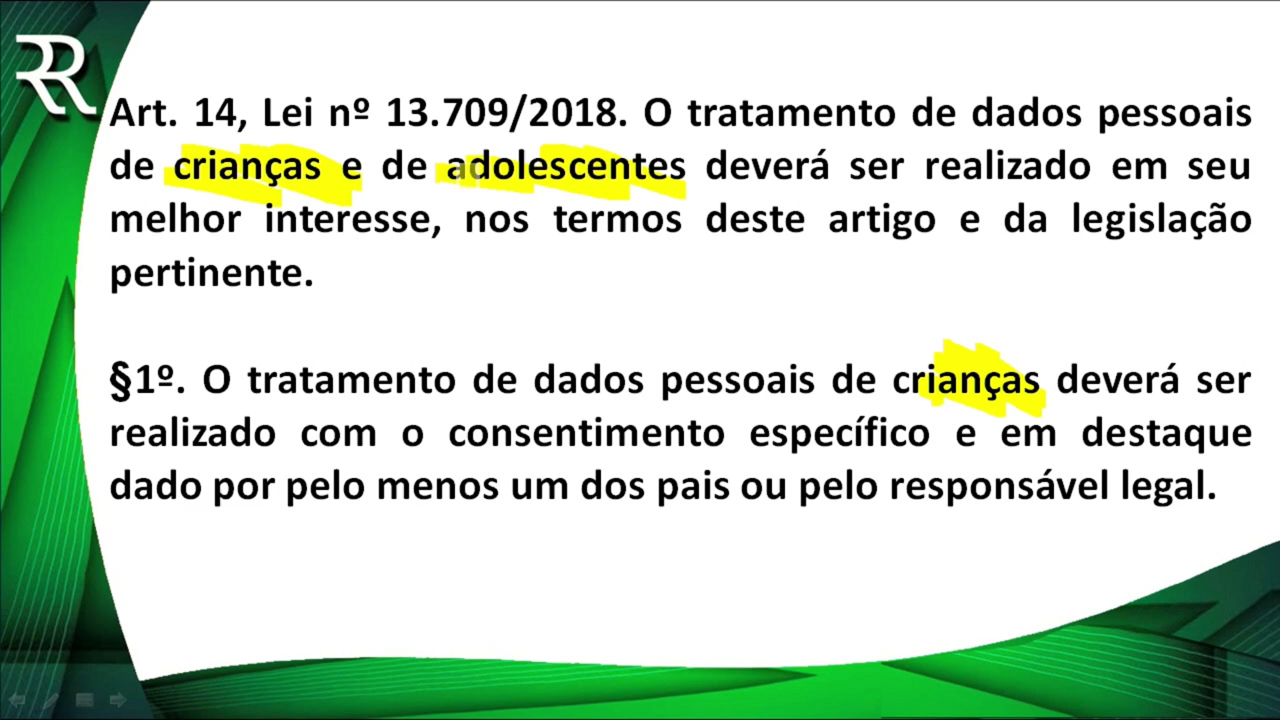 Art. 14, Lei nº 13.709/2018. O tratamento de dados pessoais
de crianças e de adolescentes deverá ser realizado em seu
melhor interesse, nos termos deste artigo e da legislação
pertinente.
§1º. O tratamento de dados pessoais de crianças deverá ser
realizado com o consentimento específico e em destaque
dado por pelo menos um dos pais ou pelo responsável legal.